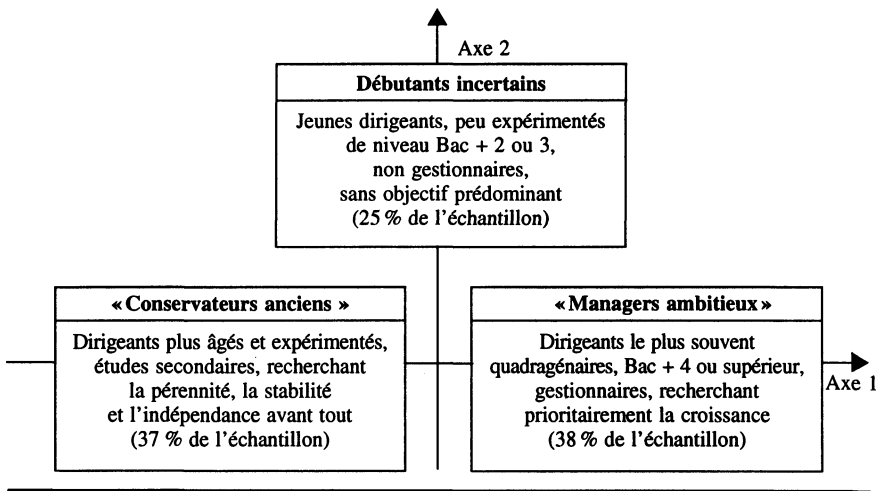 Axe 2
Débutants incertains
Jeunes dirigeants, peu expérimentés
de niveau Bac + 2 ou 3,
non gestionnaires,
sans objectif prédominant
(25 % de l'échantillon)
« Conservateurs anciens »
Dirigeants plus âgés et expérimentés,
études secondaires, recherchant
la pérennité, la stabilité
et l'indépendance avant tout
(37 % de l'échantillon)
« Managers ambitieux »
Dirigeants le plus souvent
quadragénaires, Bac + 4 ou supérieur,
gestionnaires, recherchant
prioritairement la croissance
(38 % de l'échantillon)
Axe 1